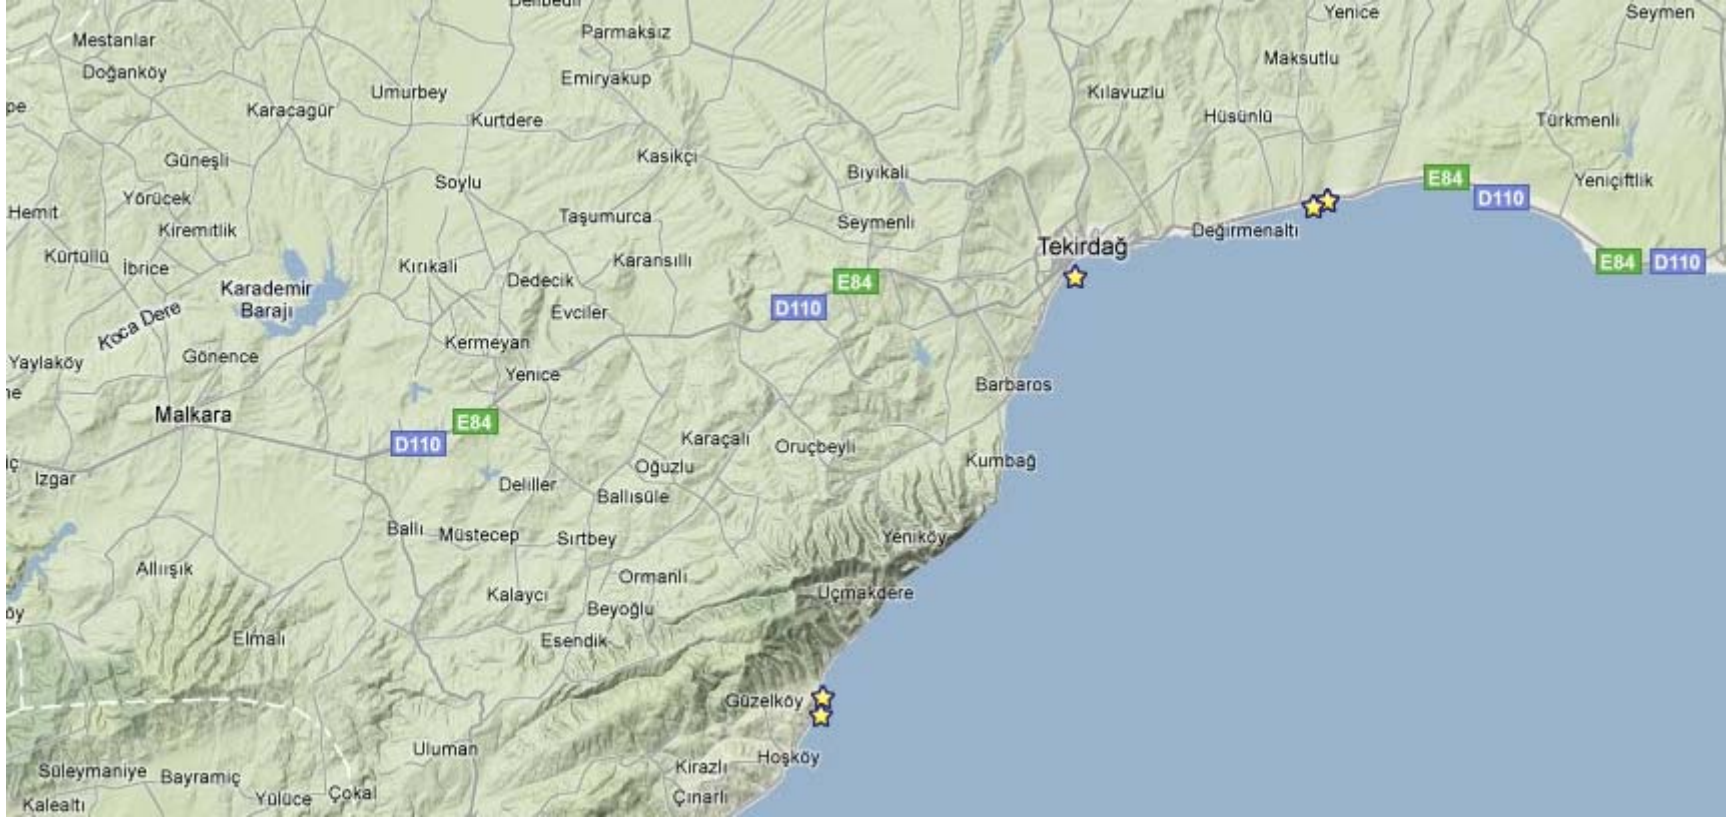 Yenice
Seymen
Mestanlar
Parmaksız
Doğanköy
Emiryakup
Maksutlu
Umurbey
Kılavuzlu
Karacagür
Kurtdere
Hüsünlü
Türkmenli
Güneşli
Kasikçi
Soylu
Bıyıkali
E84
Yeniçiftlik
Yörücek
D110
Hemit
Taşumurca
Seymenli
Kiremitlik
Değirmenaltı
Tekirdağ
Kürtüllü
İbrice
Kırıkali
Karansıllı
E84 D110
Dedecik
E84
Karademir
Barajı
D110
Evciler
Koca Dere
Kermeyan
Gönence
Yaylaköy
Yenice
Barbaros
Malkara
E84
D110
Karaçalı
Oruçbeyli
Kumbağ
Oğuzlu
Izgar
Deliller
Ballısüle
Ballı
Müstecep
Sırtbey
Yeniköy
Allıışık
Ormanlı
Kalaycı
Uçmakdere
Beyoğlu
Elmalı
Esendik
Güzelköy
Uluman
Hoşköy
Kirazlı
Süleymaniye
Bayramiç
Çokal
Yülüce
Çınarlı
Kalealtı